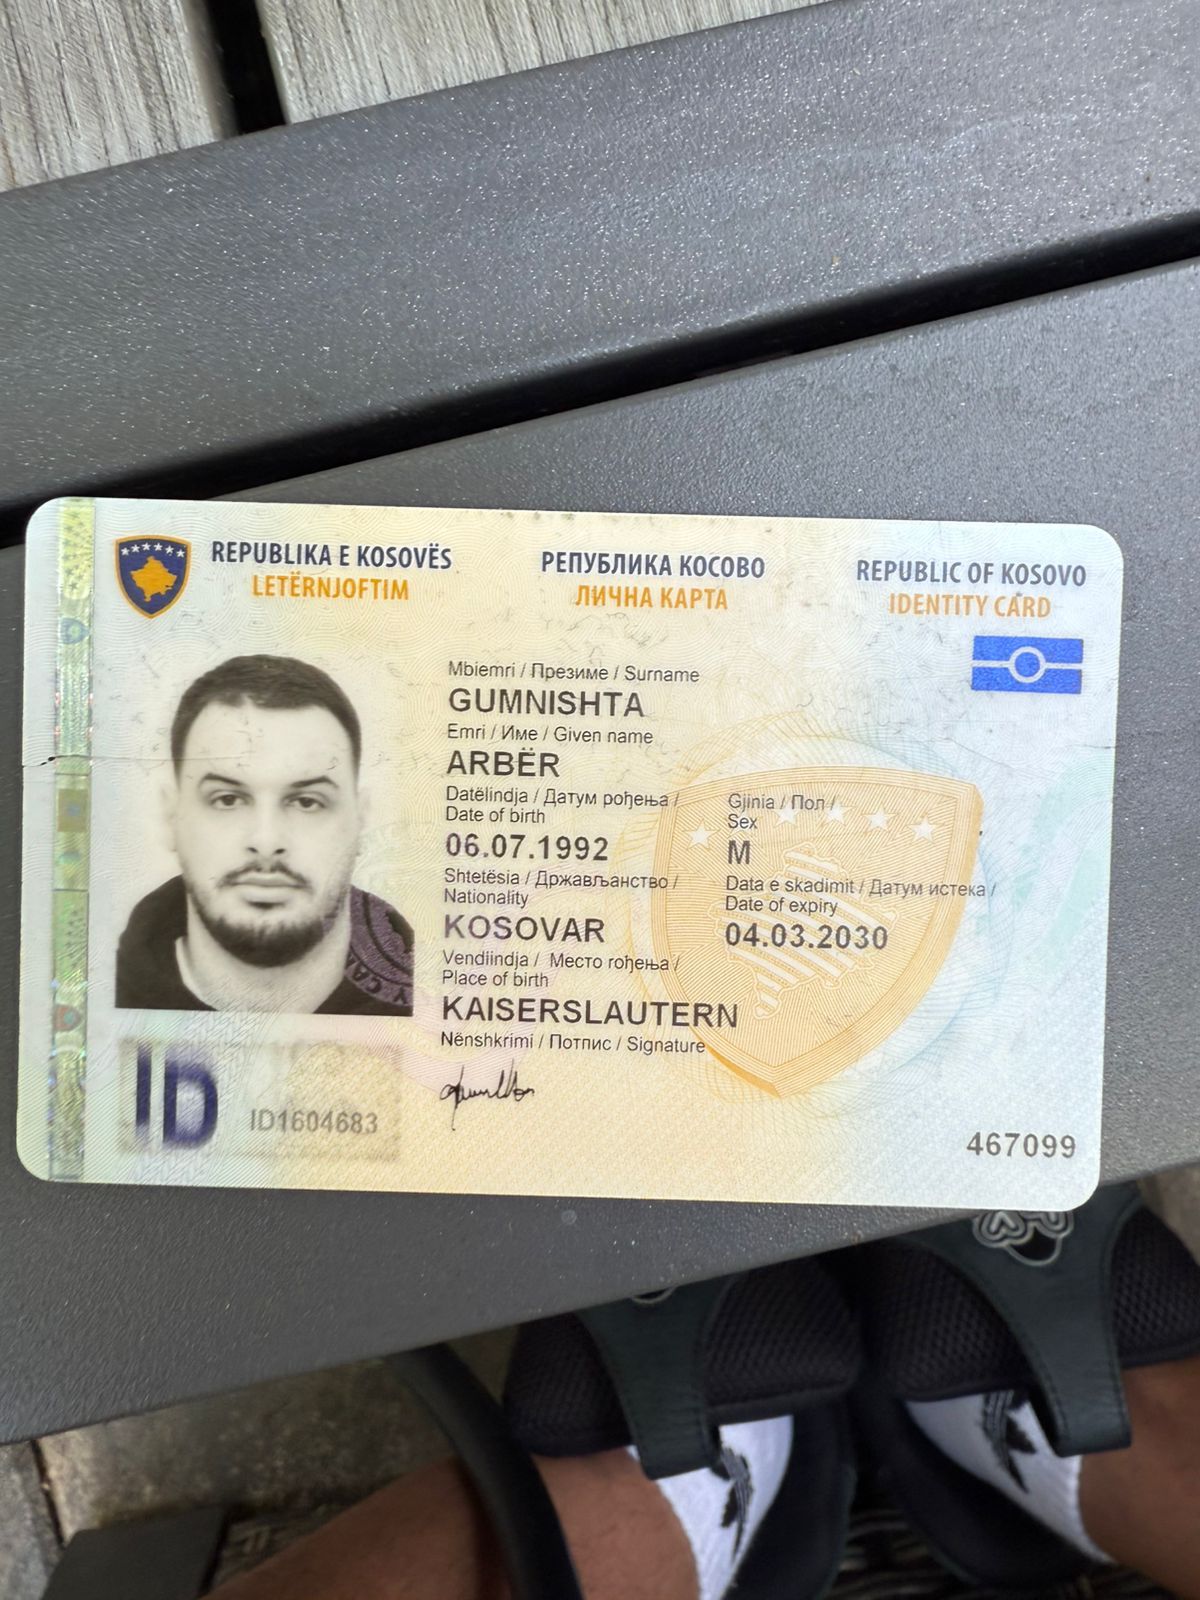 REPUBLIKA E KOSOVËS
LETËRNJOFTIM
РЕПУБЛИКА КОСОВО
ЛИЧНА КАРТА
REPUBLIC OF KOSOVO
IDENTITY CARD
Mbiemri / Презиме / Surname
GUMNISHTA
Emri / Име / Given name
ARBËR
Datëlindja / Датум рођења /
Date of birth
06.07.1992
Gjinia / Пол /
Sex
M
Shtetësia / Држављанство /
Nationality
KOSOVAR
Data e skadimit / Датум истека /
Date of expiry
04.03.2030
Vendlindja / Место рођења /
Place of birth
KAISERSLAUTERN
Nënshkrimi / Потпис / Signature
ID
ID1604683
467099